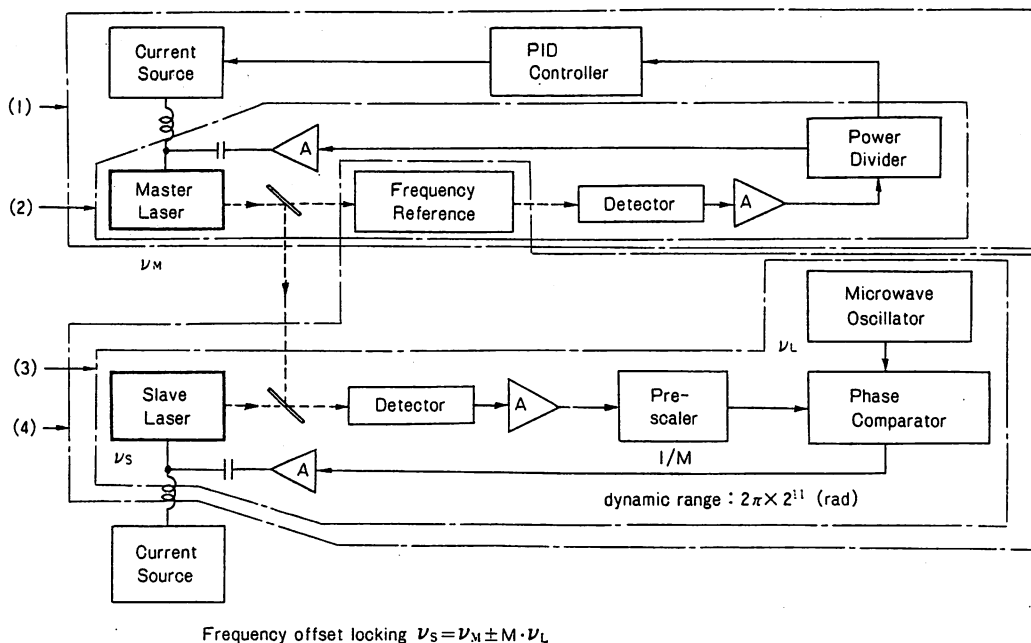 Current
Source
PID
Controller
(1)
A
Power
Divider
(2)
Master
Laser
Frequency
Reference
Detector
A
νM
Microwave
Oscillator
νL
(3)
Slave
Laser
Detector
A
Pre-
scaler
Phase
Comparator
(4)
νS
A
1/M
dynamic range : 2π × 2¹¹ (rad)
Current
Source
Frequency offset locking νS=νM±M·νL